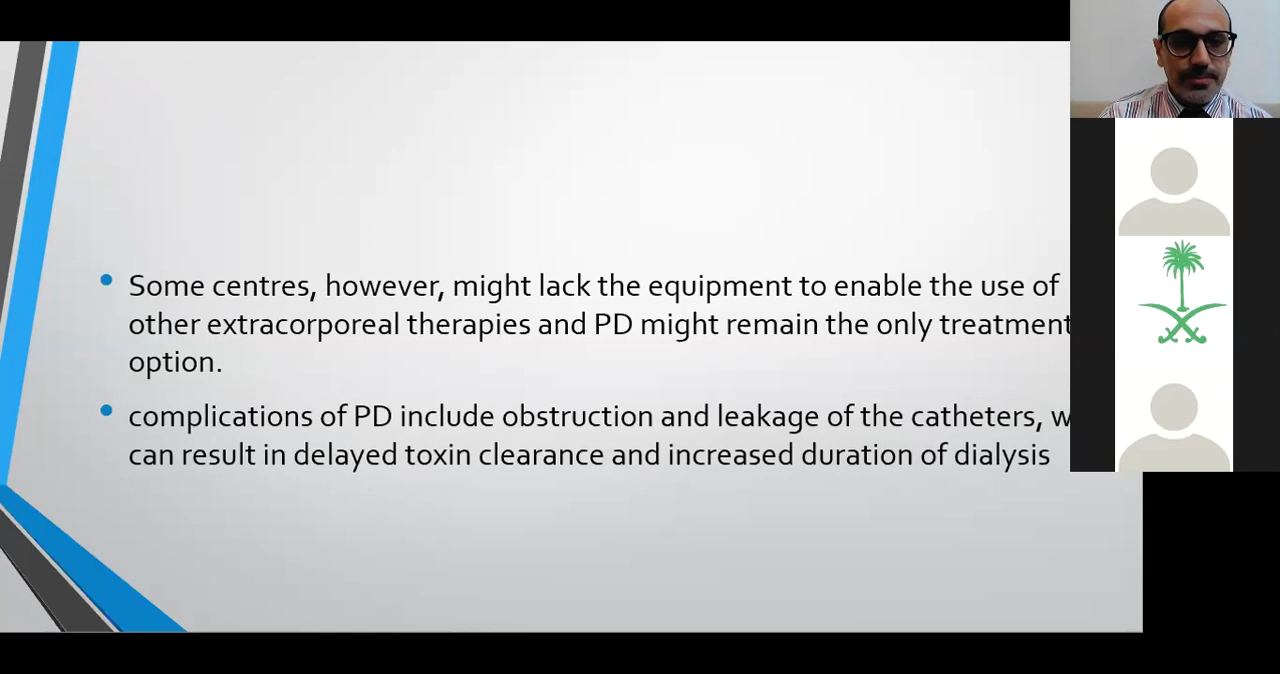 Some centres, however, might lack the equipment to enable the use of
other extracorporeal therapies and PD might remain the only treatment
option.
complications of PD include obstruction and leakage of the catheters,
can result in delayed toxin clearance and increased duration of dialysis